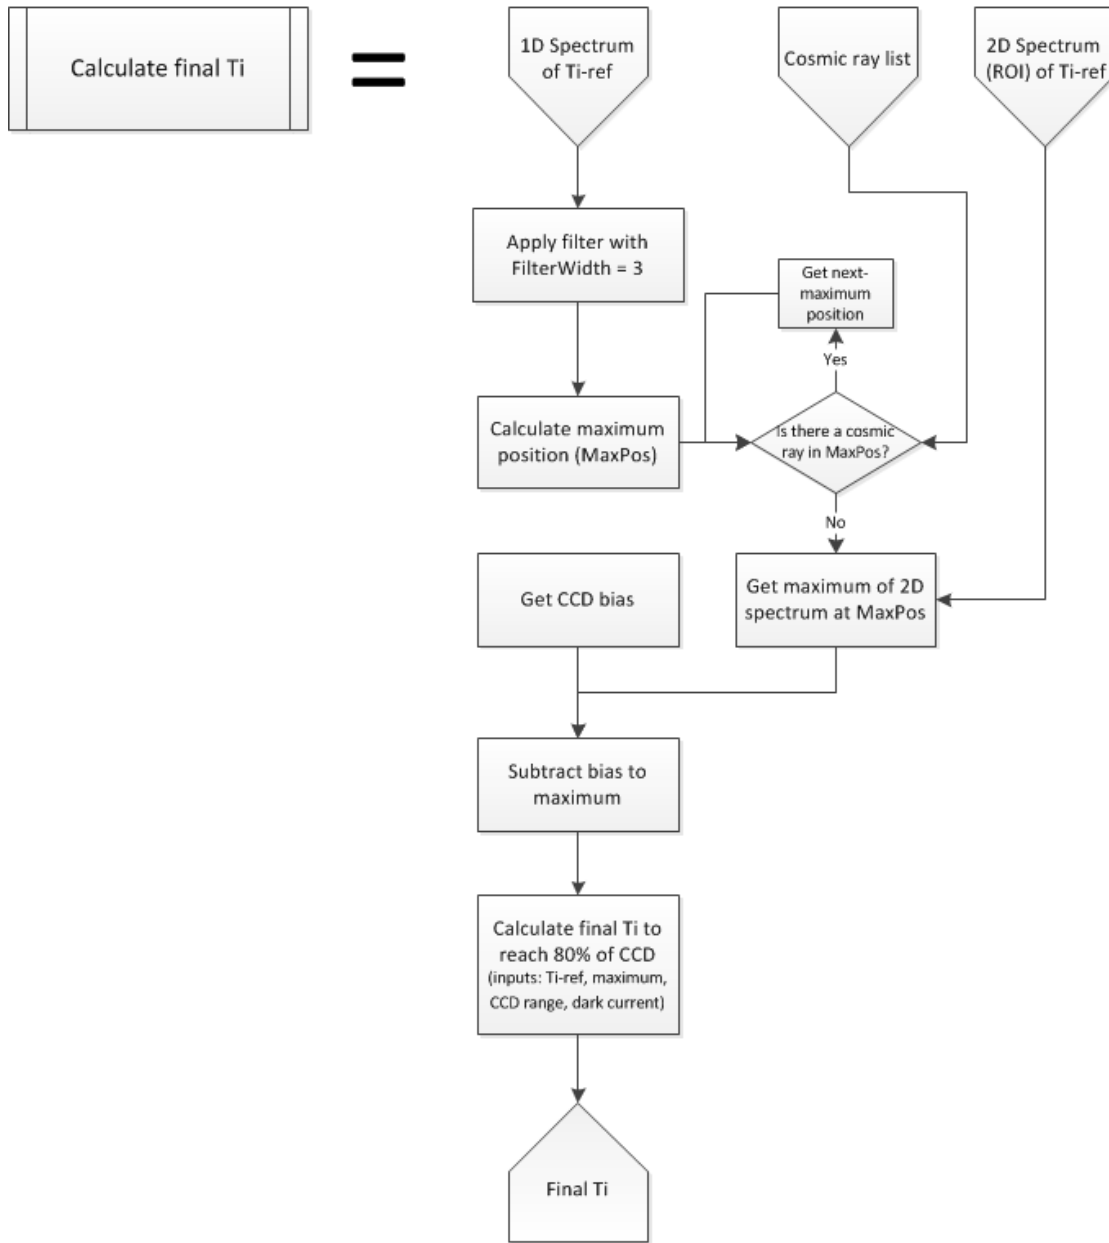 Calculate final Ti
=
1D Spectrum
of Ti-ref
Cosmic ray list
2D Spectrum
(ROI) of Ti-ref
Apply filter with
FilterWidth = 3
Get next-
maximum
position
Yes
Calculate maximum
position (MaxPos)
Is there a cosmic
ray in MaxPos?
No
Get CCD bias
Get maximum of 2D
spectrum at MaxPos
Subtract bias to
maximum
Calculate final Ti to
reach 80% of CCD
(inputs: Ti-ref, maximum,
CCD range, dark current)
Final Ti